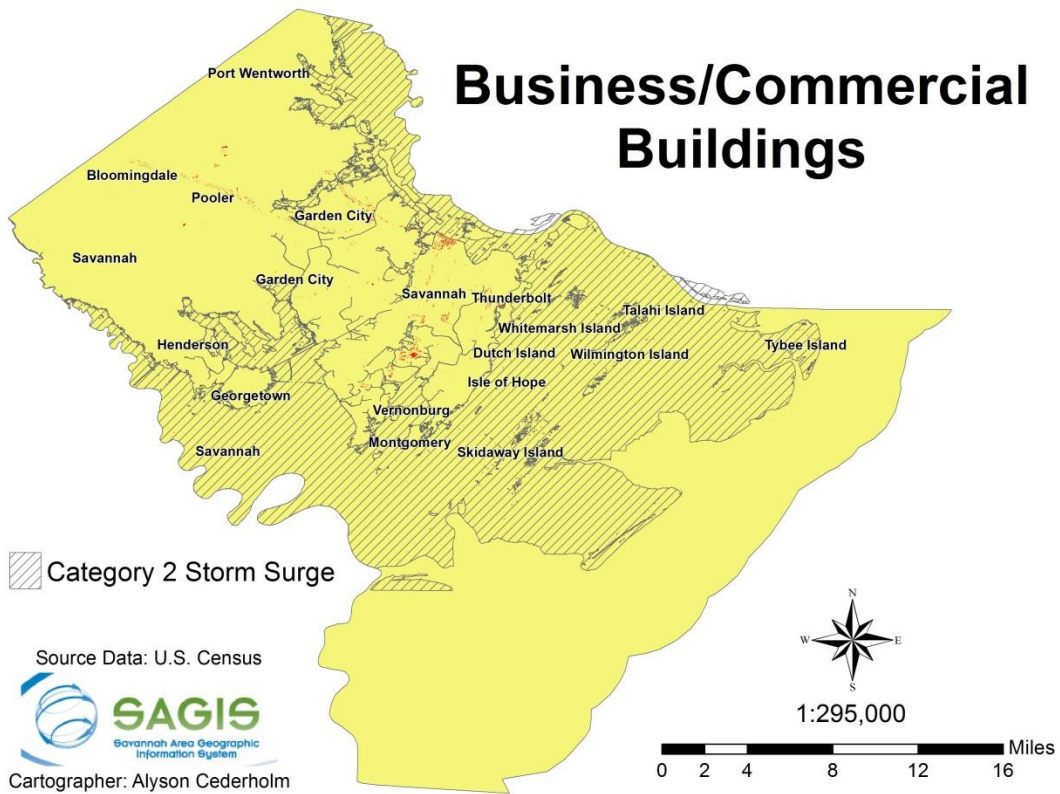 Business/Commercial
Buildings
Port Wentworth
Bloomingdale
Pooler
Garden City
Savannah
Garden City
Savannah
Thunderbolt
Talahi Island
Whitemarsh Island
Henderson
Dutch Island
Wilmington Island
Tybee Island
Isle of Hope
Georgetown
Vernonburg
Montgomery
Savannah
Skidaway Island
Category 2 Storm Surge
N
W
E
S
Source Data: U.S. Census
SAGIS
Savannah Area Geographic
Information System
Cartographer: Alyson Cederholm
1:295,000
Miles
0 2 4 8 12 16